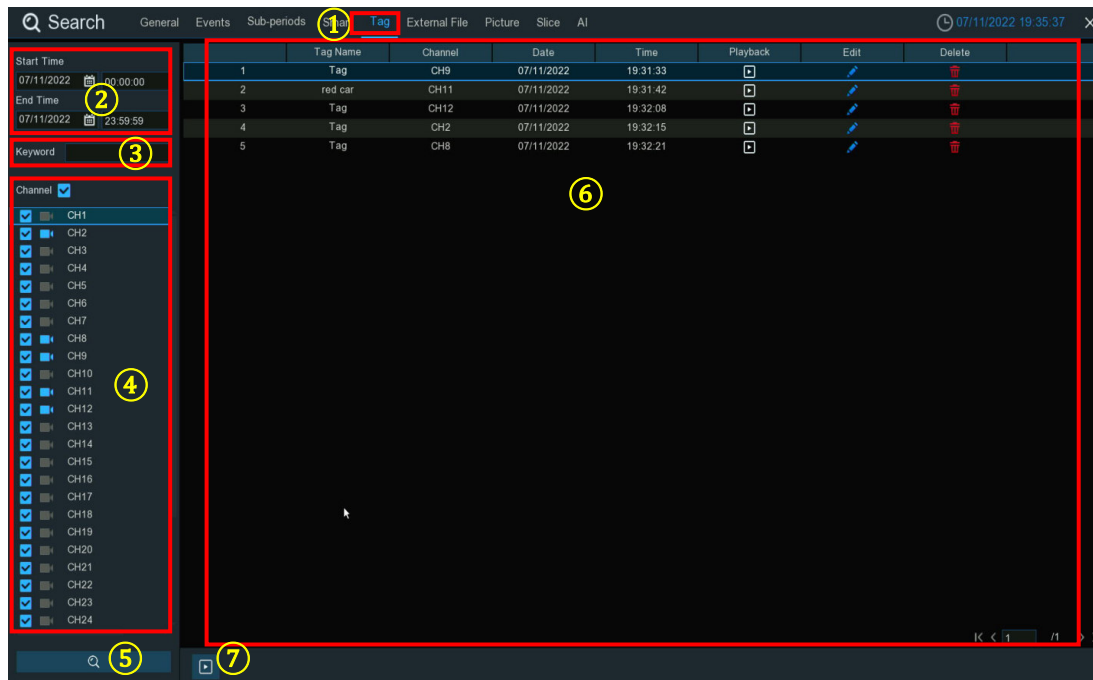 Search General Events Sub-periods Smart Tag External File Picture Slice AI 07/11/2022 19:35:37
①
Start Time
07/11/2022 00:00:00
②
End Time
07/11/2022 23:59:59
Keyword
③
Channel
CH1
CH2
CH3
CH4
CH5
CH6
CH7
CH8
CH9
CH10
④
CH11
CH12
CH13
CH14
CH15
CH16
CH17
CH18
CH19
CH20
CH21
CH22
CH23
CH24
⑤
Tag Name Channel Date Time Playback Edit Delete
1 Tag CH9 07/11/2022 19:31:33
2 red car CH11 07/11/2022 19:31:42
3 Tag CH12 07/11/2022 19:32:08
4 Tag CH2 07/11/2022 19:32:15
5 Tag CH8 07/11/2022 19:32:21
⑥
1 /1
⑦